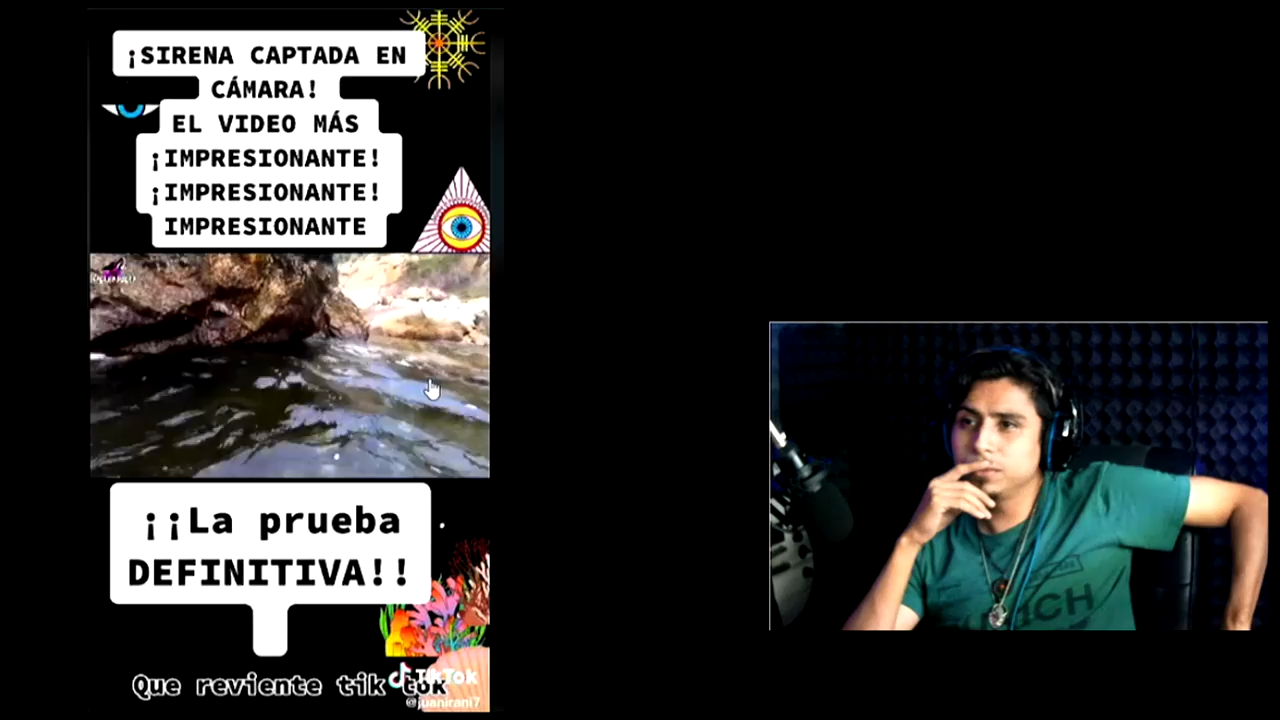 ¡SIRENA CAPTADA EN
CÁMARA!
EL VIDEO MÁS
¡IMPRESIONANTE!
¡IMPRESIONANTE!
IMPRESIONANTE
¡¡La prueba
DEFINITIVA!!
Que reviente tik tok
TikTok
@juanirani7